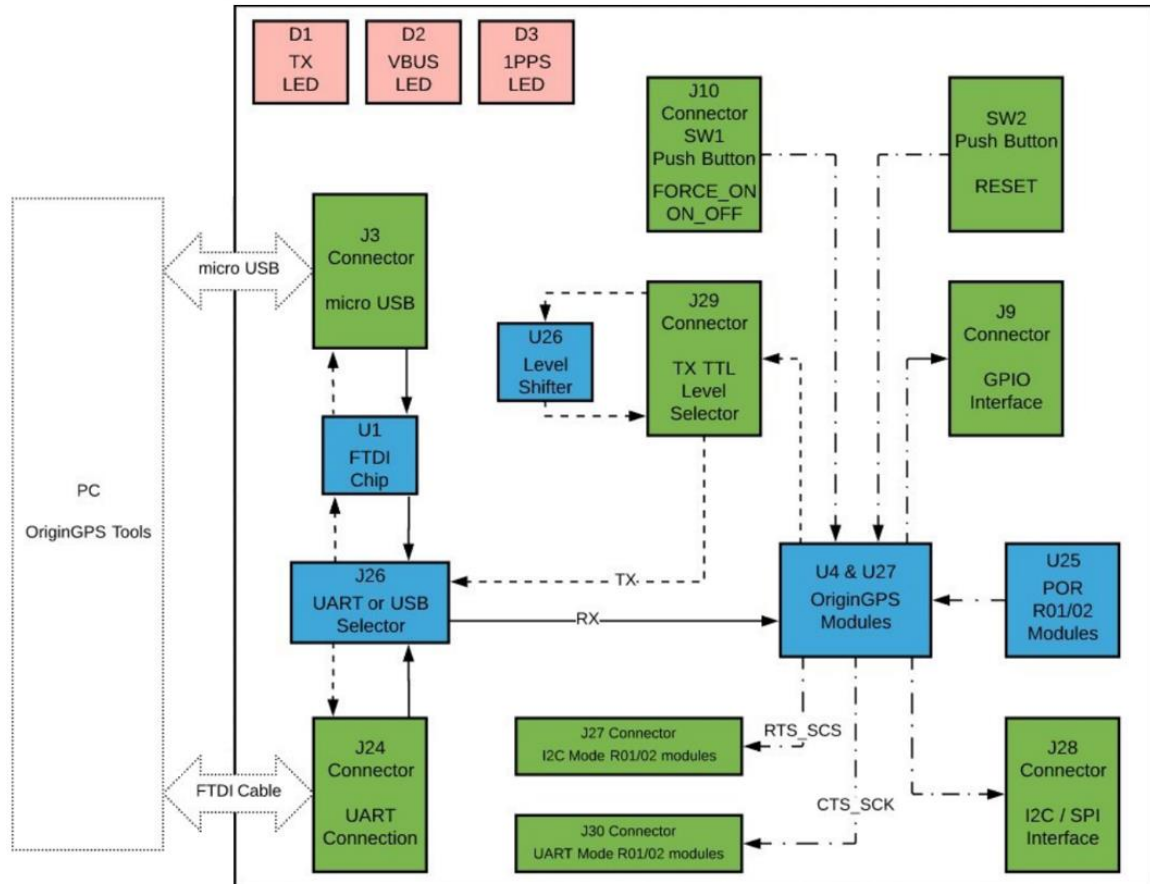 D1
TX
LED
D2
VBUS
LED
D3
1PPS
LED
J10
Connector
SW1
Push Button
FORCE_ON
ON_OFF
SW2
Push Button
RESET
J3
Connector
micro USB
micro USB
J29
Connector
TX TTL
Level
Selector
U26
Level
Shifter
J9
Connector
GPIO
Interface
U1
FTDI
Chip
PC
OriginGPS Tools
J26
UART or USB
Selector
TX
RX
U4 & U27
OriginGPS
Modules
U25
POR
R01/02
Modules
J24
Connector
UART
Connection
FTDI Cable
J27 Connector
I2C Mode R01/02 modules
RTS_SCS
J30 Connector
UART Mode R01/02 modules
CTS_SCK
J28
Connector
I2C / SPI
Interface